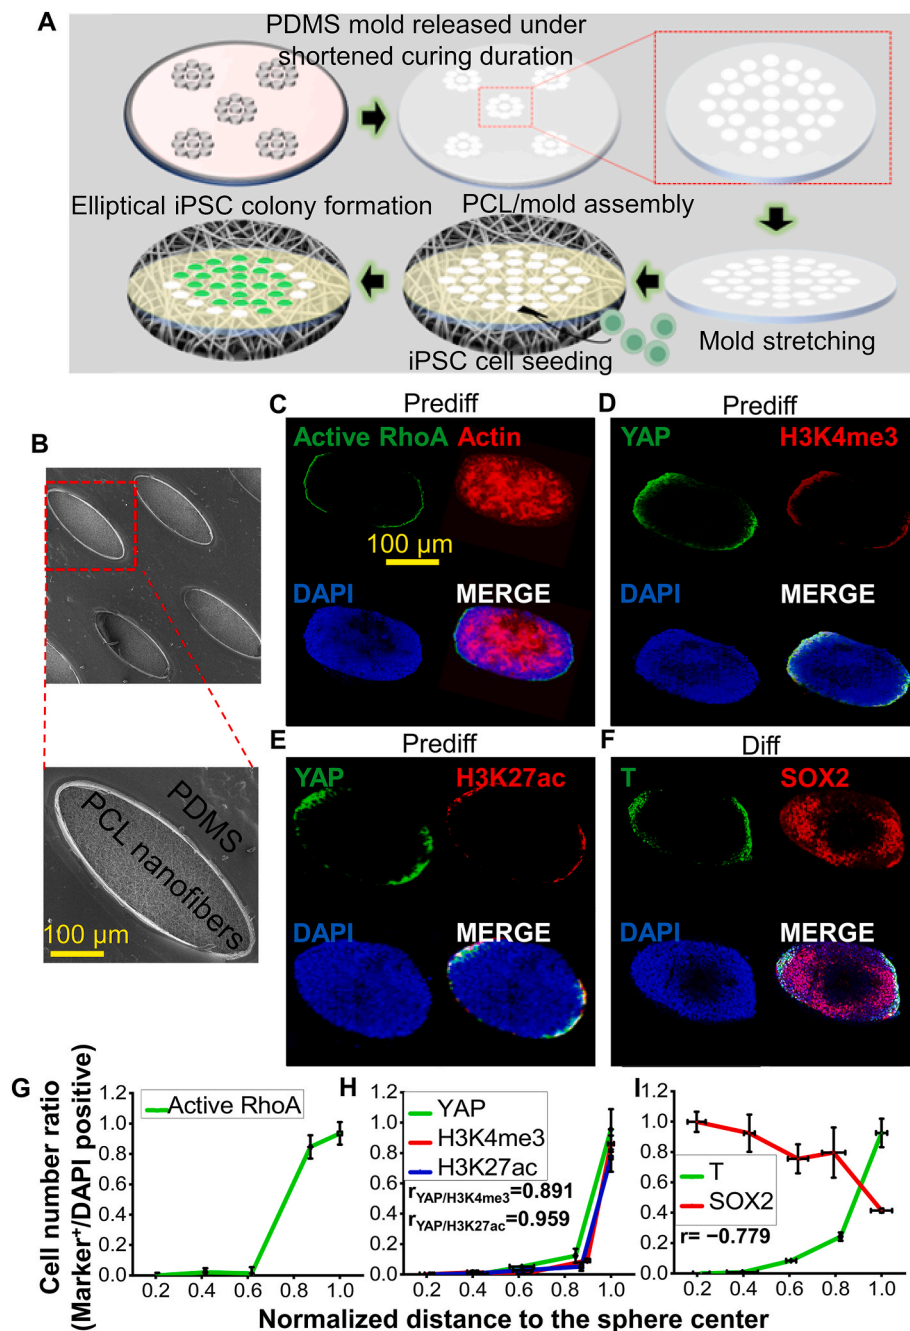 A
PDMS mold released under
shortened curing duration
Elliptical iPSC colony formation
PCL/mold assembly
iPSC cell seeding
Mold stretching
B
PDMS
PCL nanofibers
100 µm
C
Prediff
Active RhoA
Actin
100 µm
DAPI
MERGE
D
Prediff
YAP
H3K4me3
DAPI
MERGE
E
Prediff
YAP
H3K27ac
DAPI
MERGE
F
Diff
T
SOX2
DAPI
MERGE
G
Cell number ratio
(Marker⁺/DAPI positive)
1.2
1.0
0.8
0.6
0.4
0.2
0.0
Active RhoA
0.2 0.4 0.6 0.8 1.0
H
1.2
1.0
0.8
0.6
0.4
0.2
0.0
YAP
H3K4me3
H3K27ac
rYAP/H3K4me3=0.891
rYAP/H3K27ac=0.959
0.2 0.4 0.6 0.8 1.0
I
1.2
1.0
0.8
0.6
0.4
0.2
0.0
T
SOX2
r= −0.779
0.2 0.4 0.6 0.8 1.0
Normalized distance to the sphere center